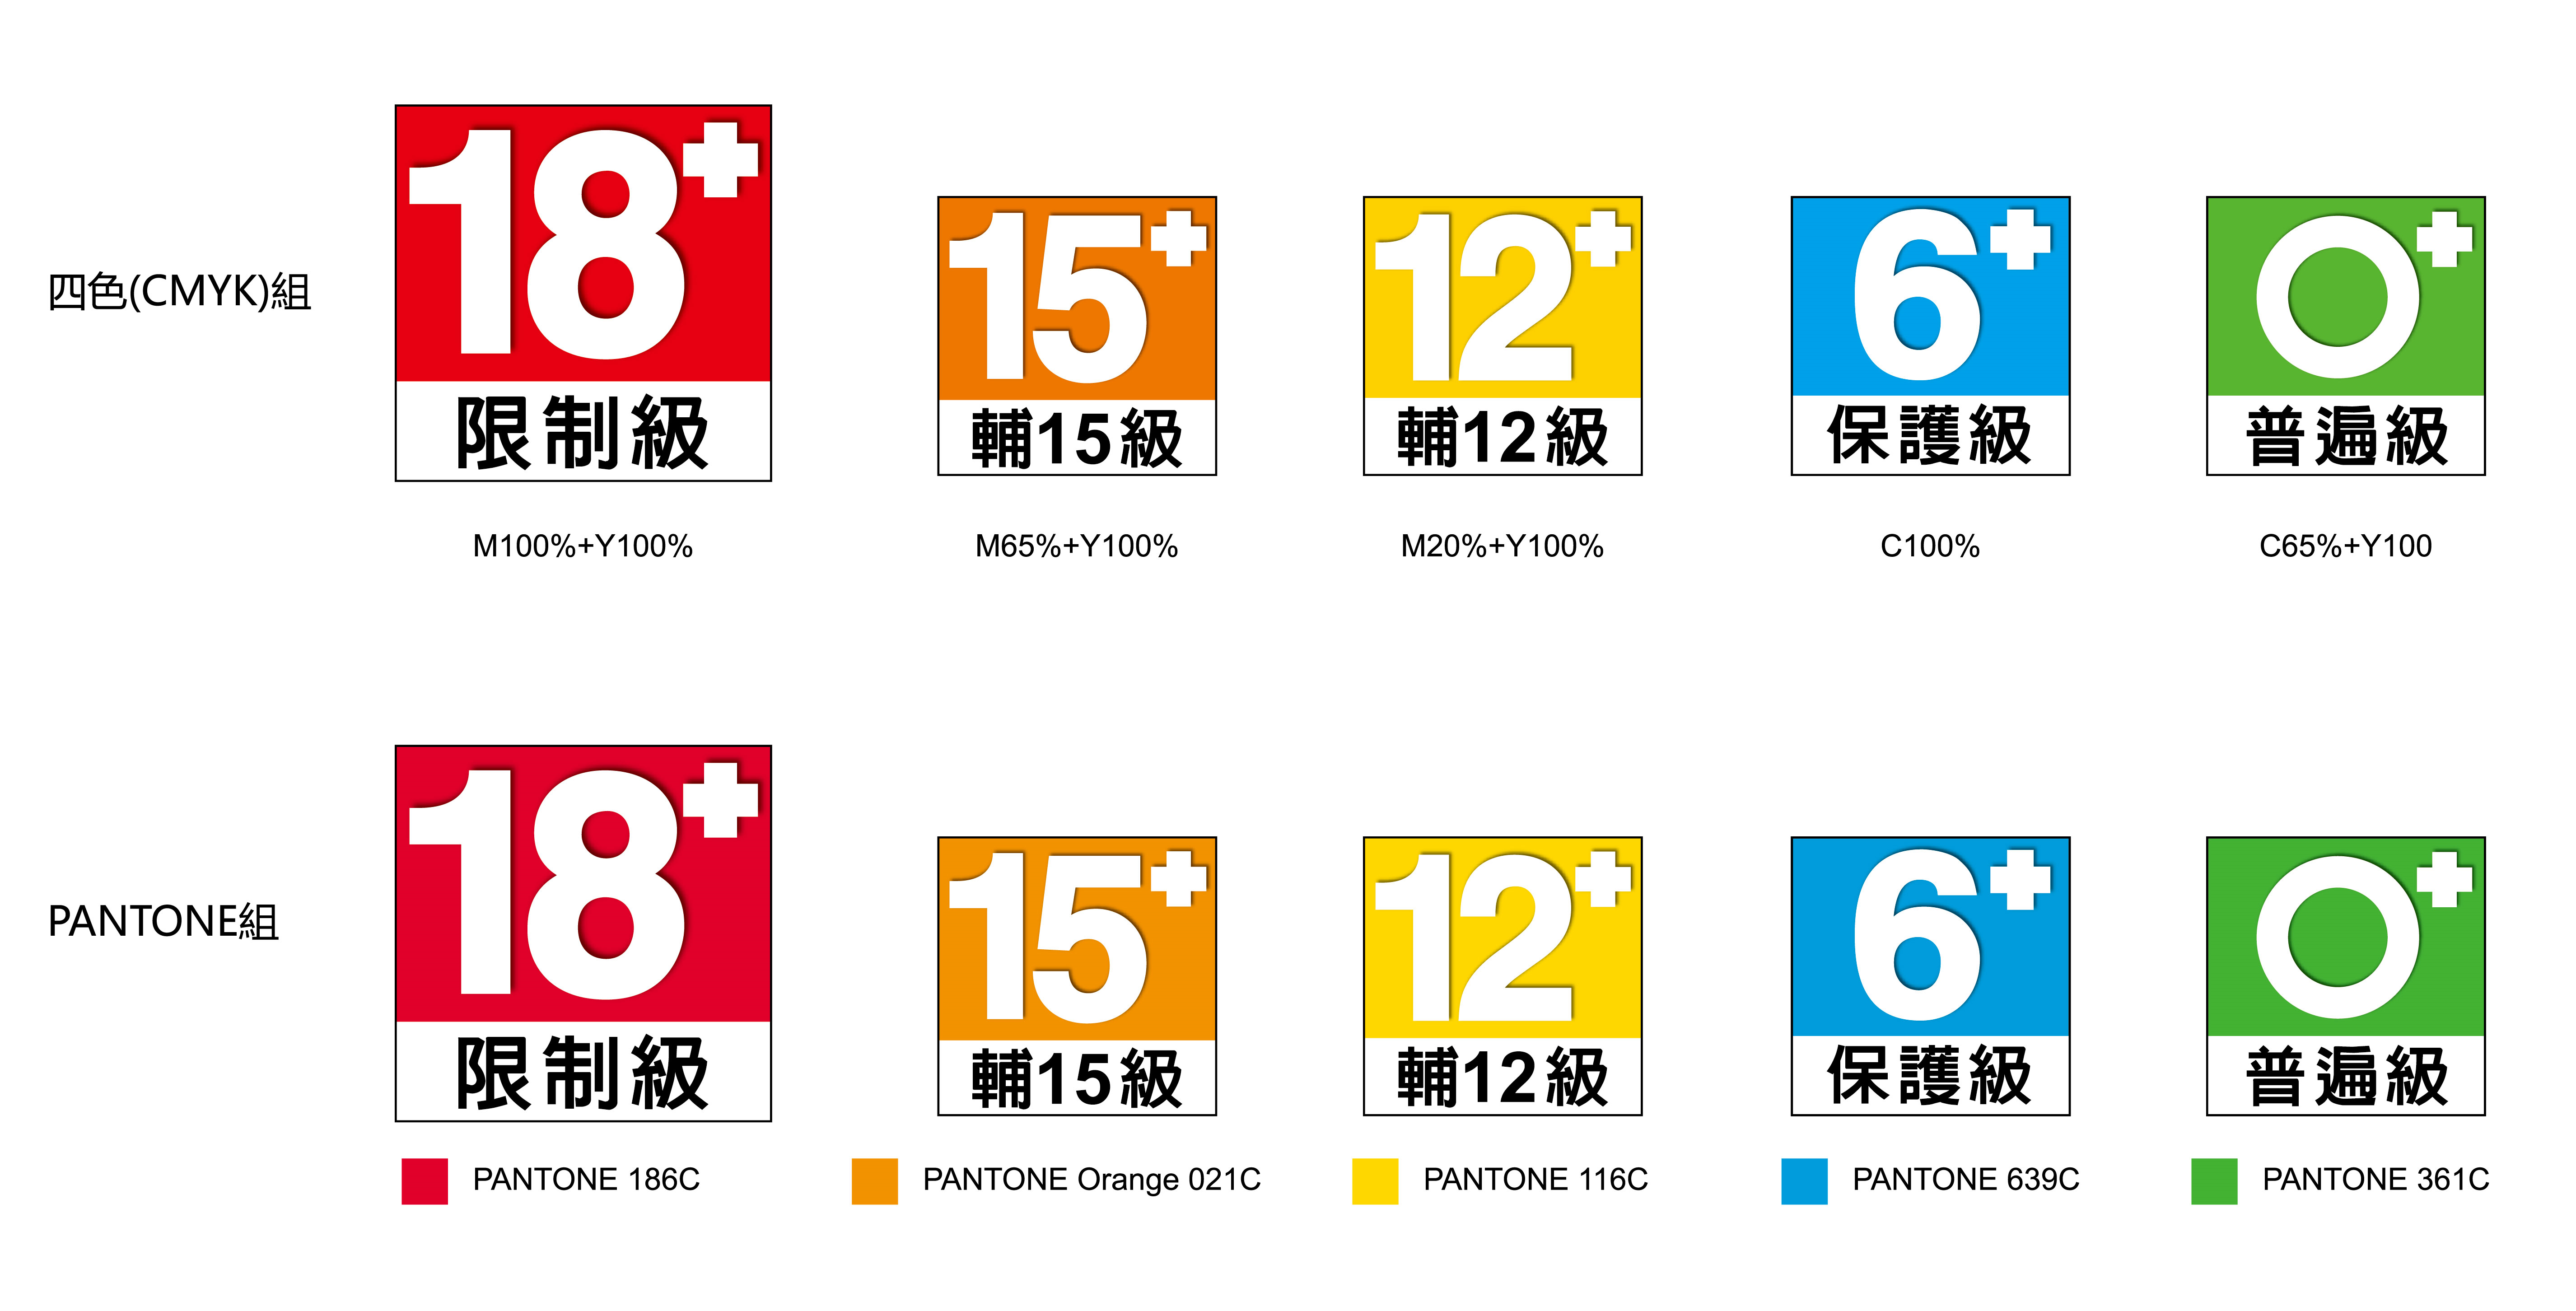 四色(CMYK)組
18+
限制級
M100%+Y100%
15+
輔15級
M65%+Y100%
12+
輔12級
M20%+Y100%
6+
保護級
C100%
0+
普遍級
C65%+Y100
PANTONE組
18+
限制級
PANTONE 186C
15+
輔15級
PANTONE Orange 021C
12+
輔12級
PANTONE 116C
6+
保護級
PANTONE 639C
0+
普遍級
PANTONE 361C